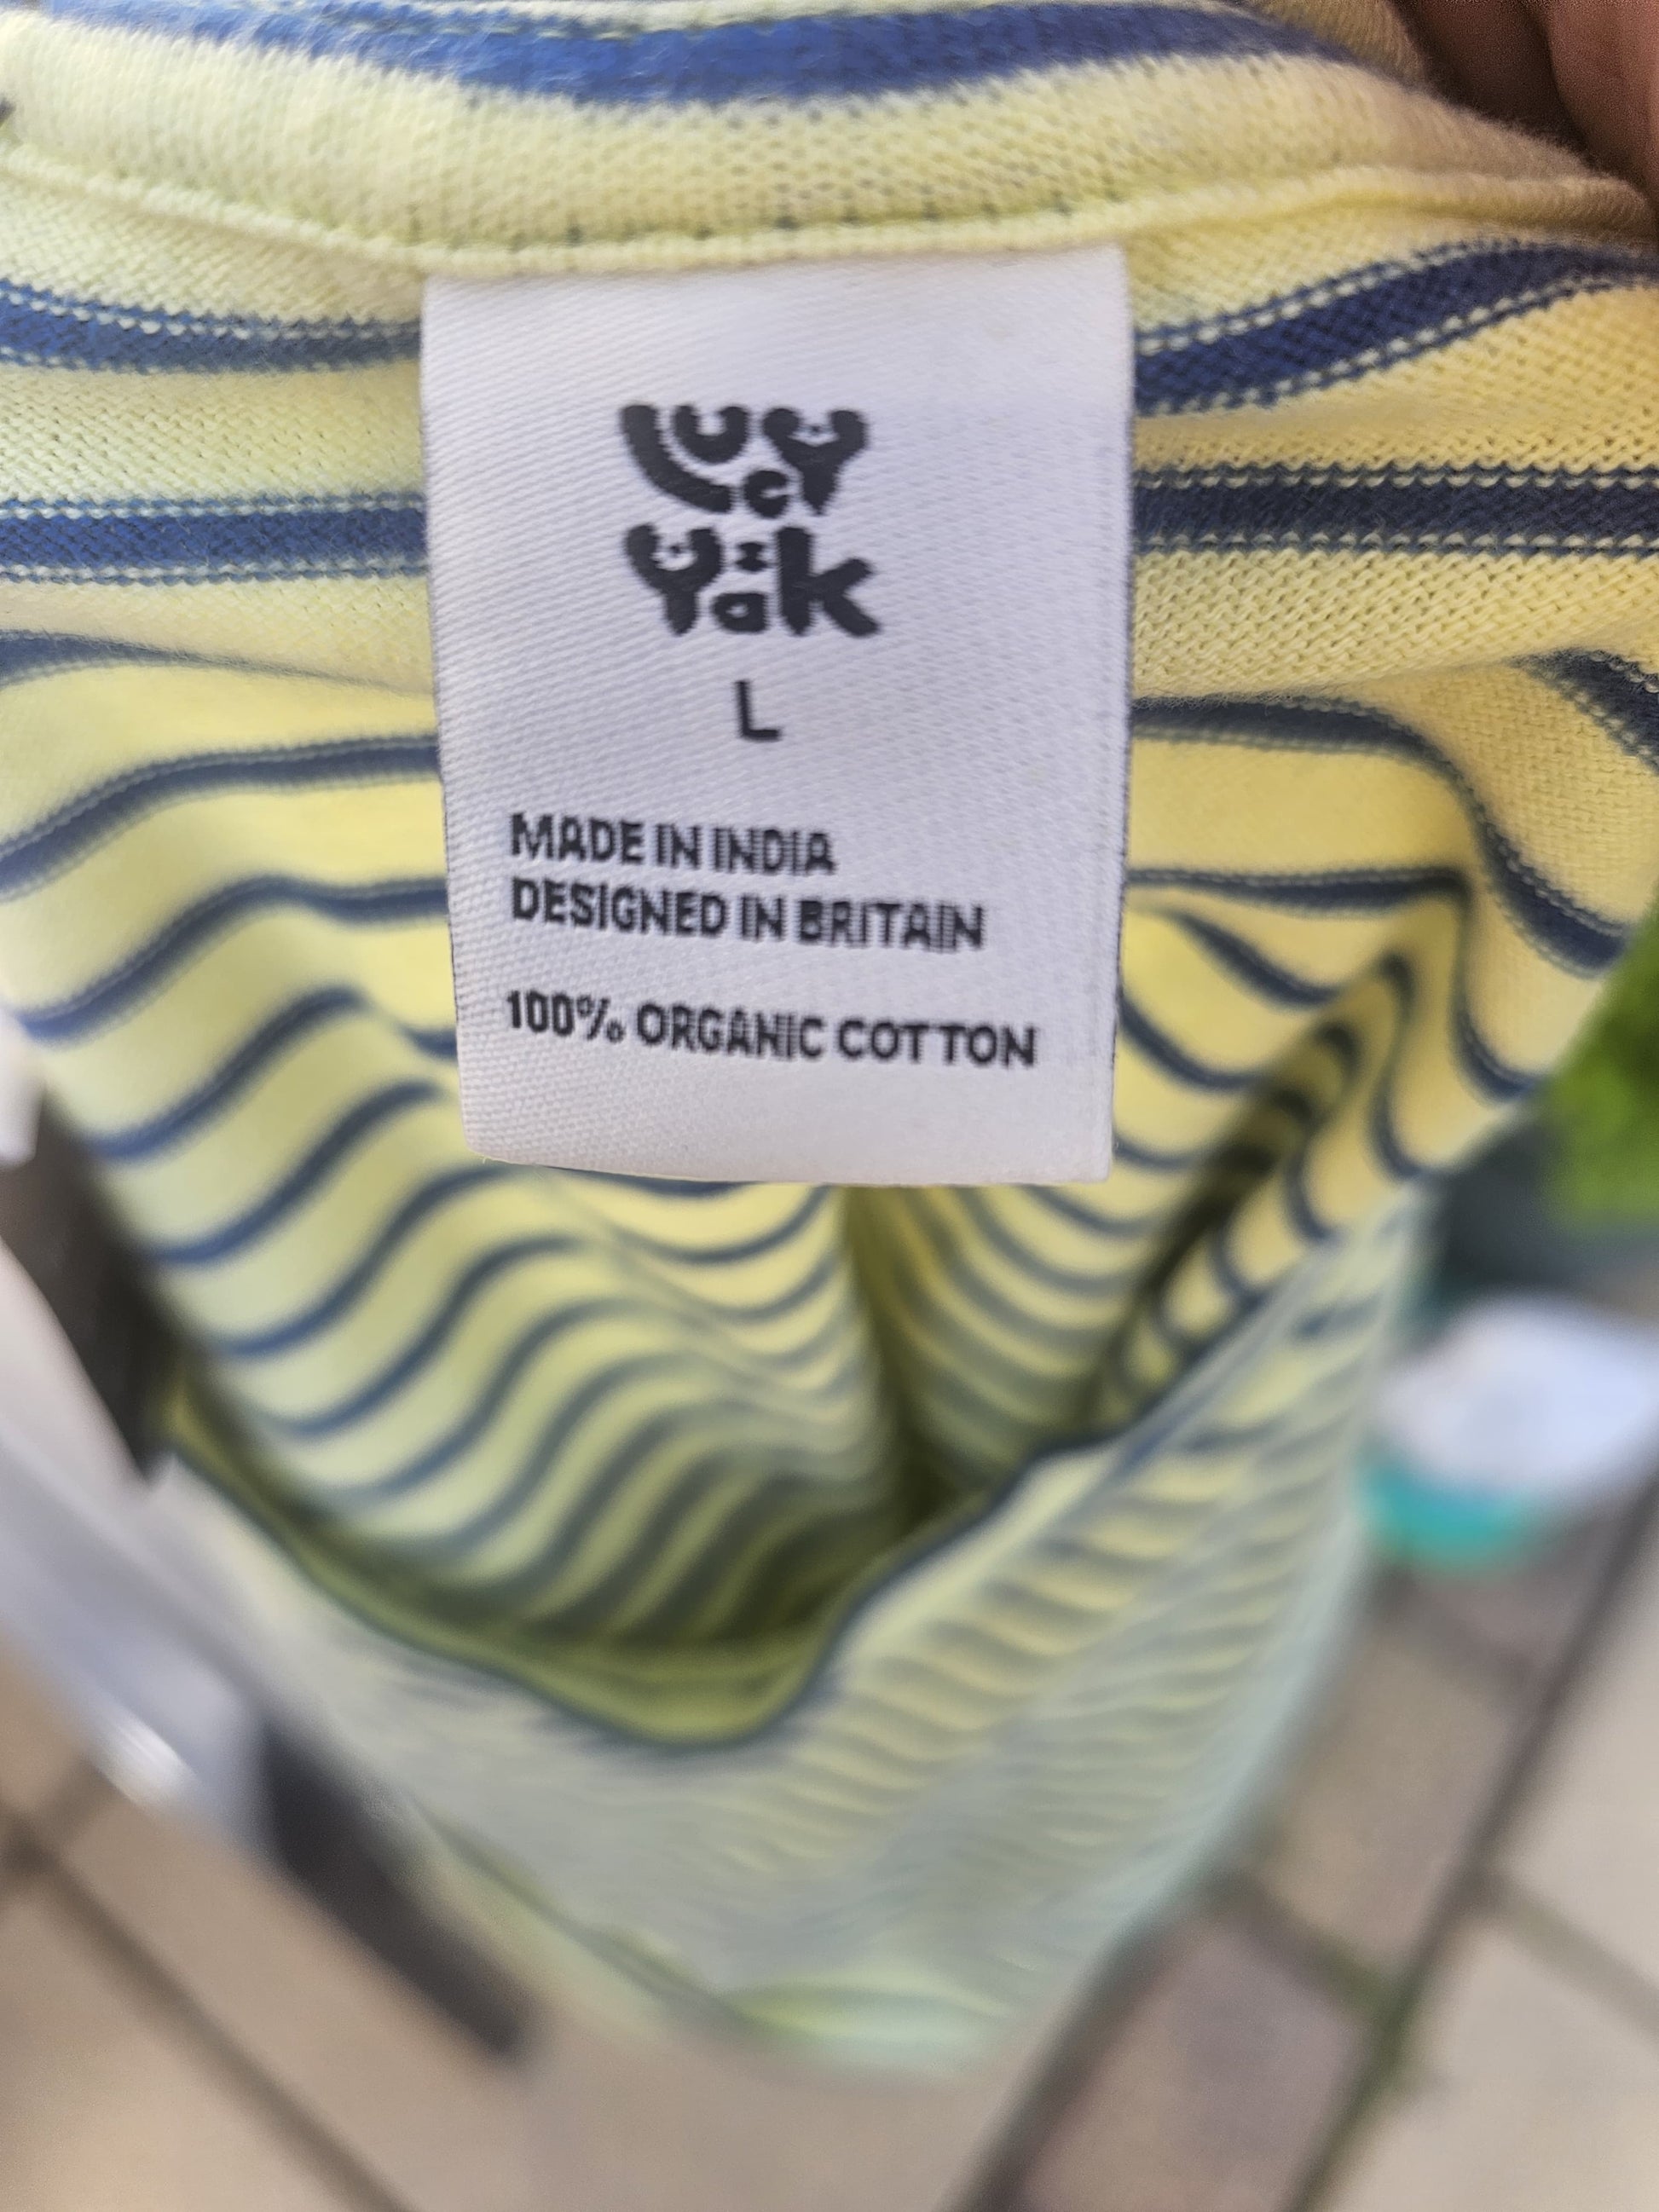 Lucy
Yak
L
MADE IN INDIA
DESIGNED IN BRITAIN
100% ORGANIC COTTON